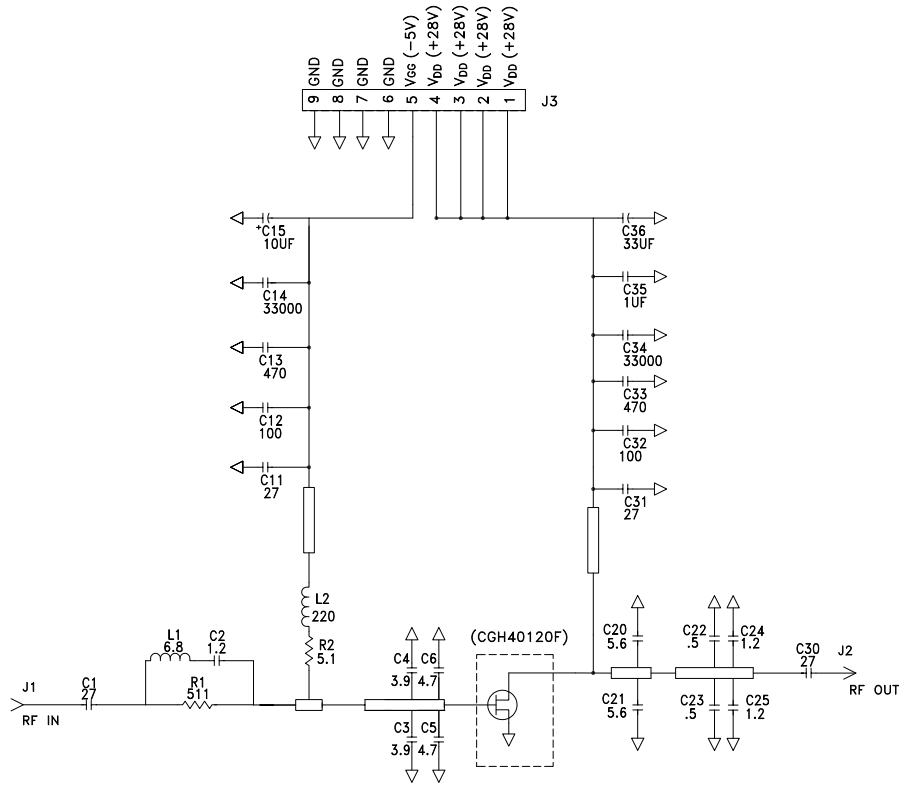 9 GND
8 GND
7 GND
6 GND
5 VGG (-5V)
4 VDD (+28V)
3 VDD (+28V)
2 VDD (+28V)
1 VDD (+28V)
J3
+C15
10UF
C36
33UF
C14
33000
C35
1UF
C13
470
C34
33000
C33
470
C12
100
C32
100
C11
27
C31
27
L2
220
R2
5.1
(CGH40120F)
L1
6.8
C2
1.2
R1
511
J1
RF IN
C1
27
C4
3.9
C6
4.7
C3
3.9
C5
4.7
C20
5.6
C22
.5
C24
1.2
C30
27
J2
RF OUT
C21
5.6
C23
.5
C25
1.2